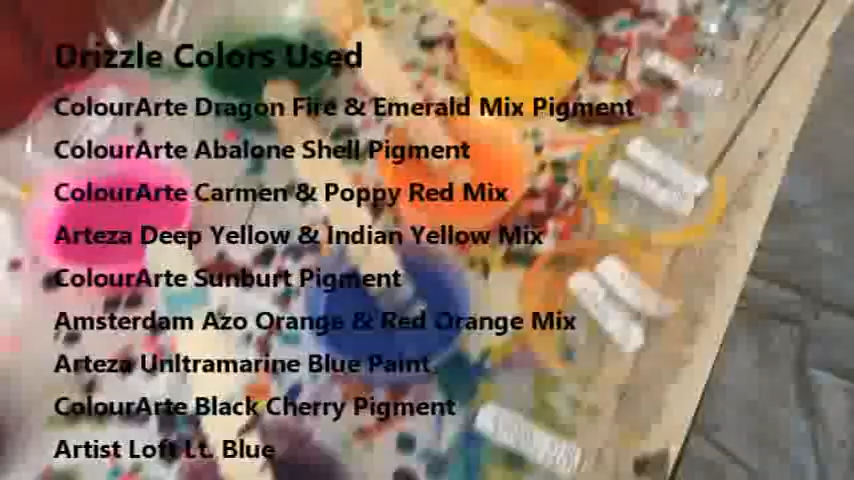 Drizzle Colors Used
ColourArte Dragon Fire & Emerald Mix Pigment
ColourArte Abalone Shell Pigment
ColourArte Carmen & Poppy Red Mix
Arteza Deep Yellow & Indian Yellow Mix
ColourArte Sunburt Pigment
Amsterdam Azo Orange & Red Orange Mix
Arteza Unltramarine Blue Paint
ColourArte Black Cherry Pigment
Artist Loft Lt. Blue